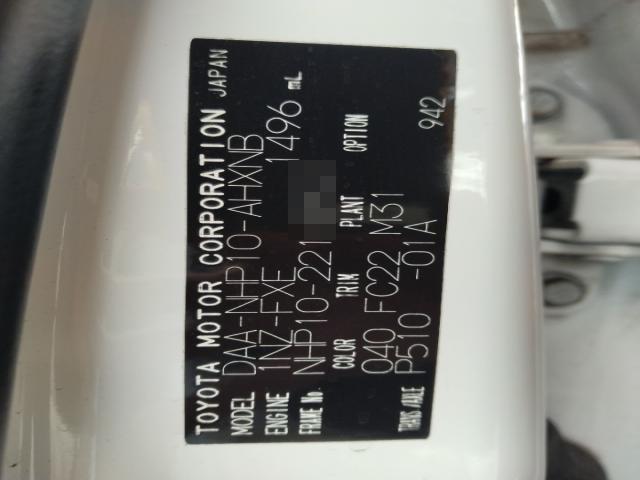 TOYOTA MOTOR CORPORATION JAPAN
MODEL DAA-NHP10-AHXNB
ENGINE 1NZ-FXE 1496 mL
FRAME No. NHP10-221
COLOR TRIM PLANT OPTION
040 FC22 M31
TRANS./AXLE P510 -01A 942